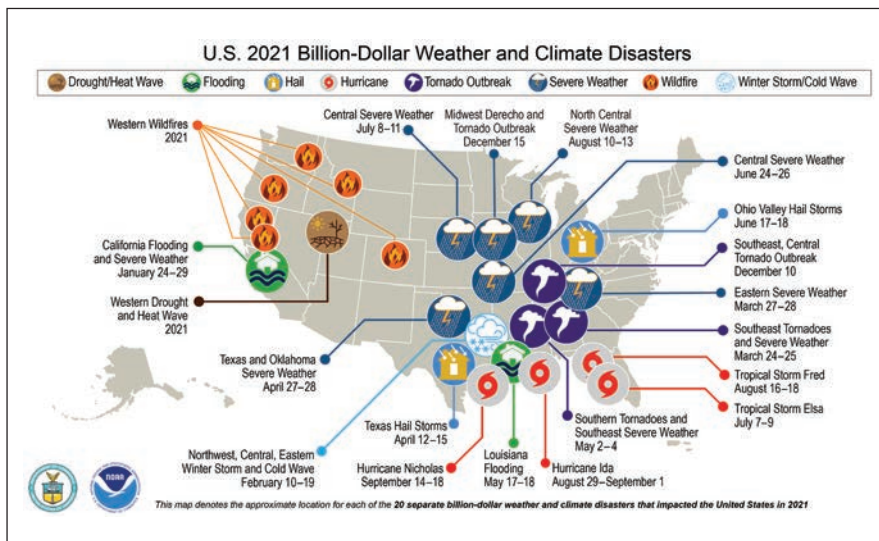 U.S. 2021 Billion-Dollar Weather and Climate Disasters
Drought/Heat Wave
Flooding
Hail
Hurricane
Tornado Outbreak
Severe Weather
Wildfire
Winter Storm/Cold Wave
Western Wildfires
2021
Central Severe Weather
July 8–11
Midwest Derecho and
Tornado Outbreak
December 15
North Central
Severe Weather
August 10–13
Central Severe Weather
June 24–26
Ohio Valley Hail Storms
June 17–18
Southeast, Central
Tornado Outbreak
December 10
Eastern Severe Weather
March 27–28
Southeast Tornadoes
and Severe Weather
March 24–25
Tropical Storm Fred
August 16–18
Tropical Storm Elsa
July 7–9
California Flooding
and Severe Weather
January 24–29
Western Drought
and Heat Wave
2021
Texas and Oklahoma
Severe Weather
April 27–28
Texas Hail Storms
April 12–15
Southern Tornadoes and
Southeast Severe Weather
May 2–4
Northwest, Central, Eastern
Winter Storm and Cold Wave
February 10–19
Hurricane Nicholas
September 14–18
Louisiana
Flooding
May 17–18
Hurricane Ida
August 29–September 1
NOAA
This map denotes the approximate location for each of the 20 separate billion-dollar weather and climate disasters that impacted the United States in 2021